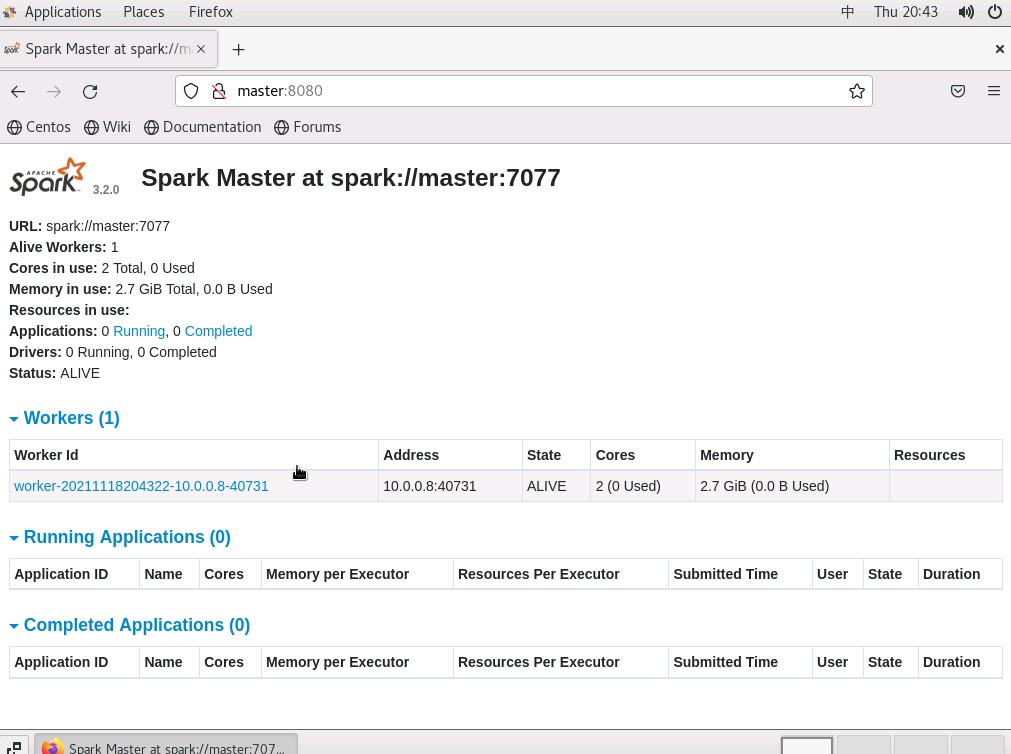 Applications Places Firefox 中 Thu 20:43
Spark Master at spark://m
master:8080
Centos Wiki Documentation Forums
APACHE
Spark 3.2.0 Spark Master at spark://master:7077
URL: spark://master:7077
Alive Workers: 1
Cores in use: 2 Total, 0 Used
Memory in use: 2.7 GiB Total, 0.0 B Used
Resources in use:
Applications: 0 Running, 0 Completed
Drivers: 0 Running, 0 Completed
Status: ALIVE
Workers (1)
Worker Id Address State Cores Memory Resources
worker-20211118204322-10.0.0.8-40731 10.0.0.8:40731 ALIVE 2 (0 Used) 2.7 GiB (0.0 B Used)
Running Applications (0)
Application ID Name Cores Memory per Executor Resources Per Executor Submitted Time User State Duration
Completed Applications (0)
Application ID Name Cores Memory per Executor Resources Per Executor Submitted Time User State Duration
Spark Master at spark://master:707...